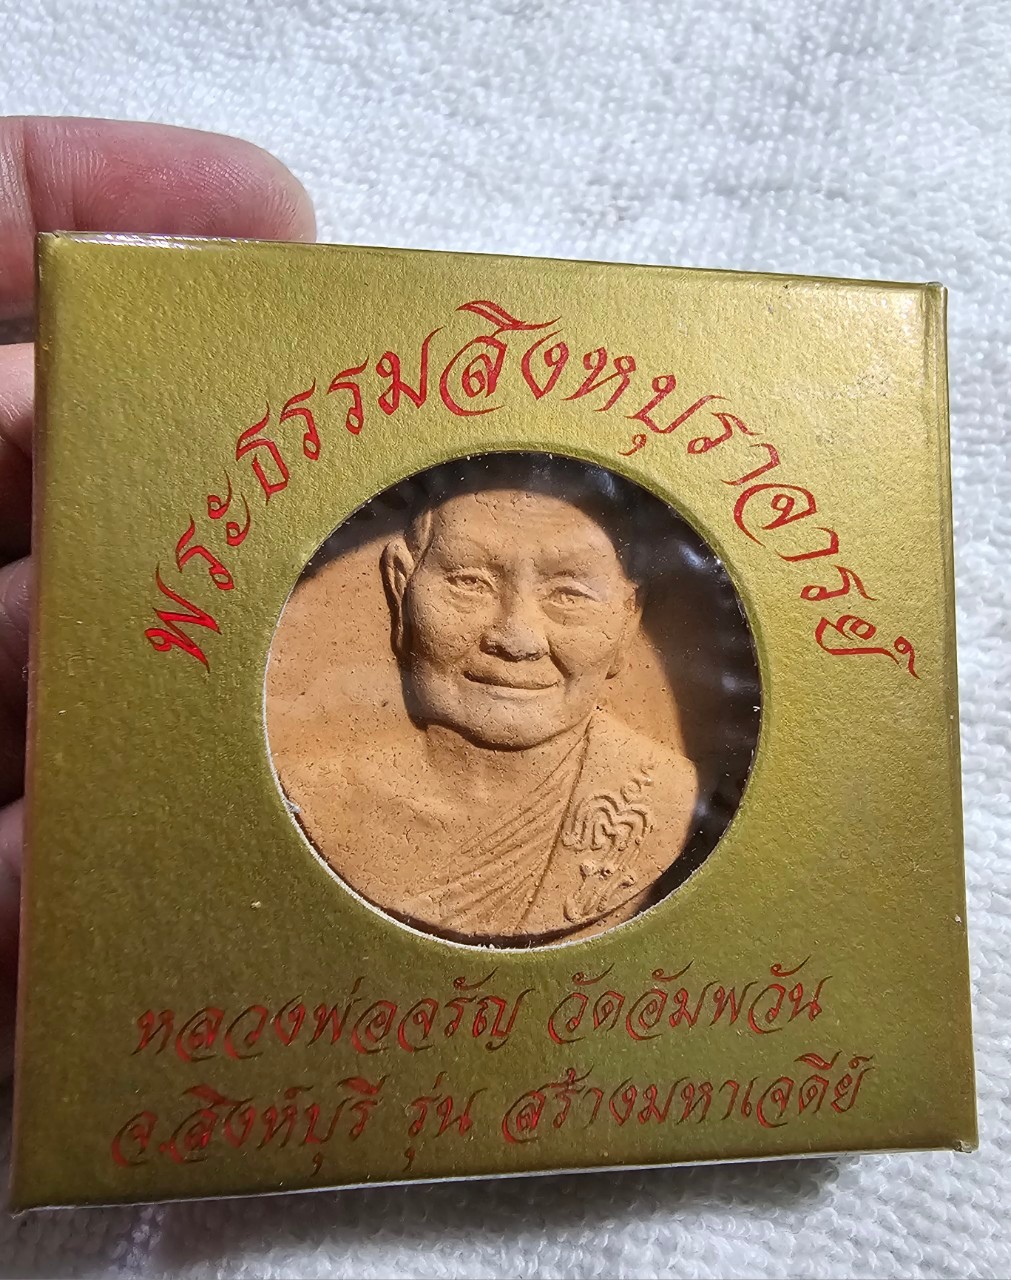 พระธรรมสิงหบุราจารย์
หลวงพ่อจรัญ วัดอัมพวัน
จ.สิงห์บุรี รุ่น สร้างมหาเจดีย์